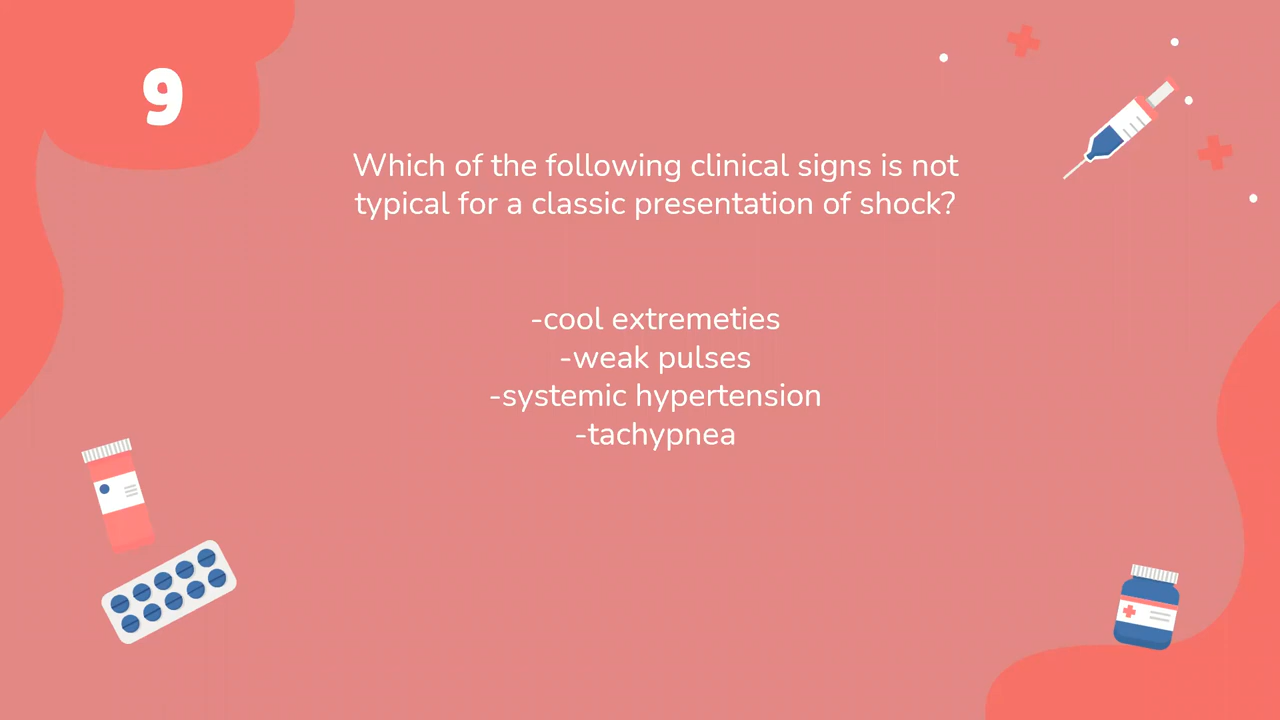 9
Which of the following clinical signs is not
typical for a classic presentation of shock?
-cool extremeties
-weak pulses
-systemic hypertension
-tachypnea